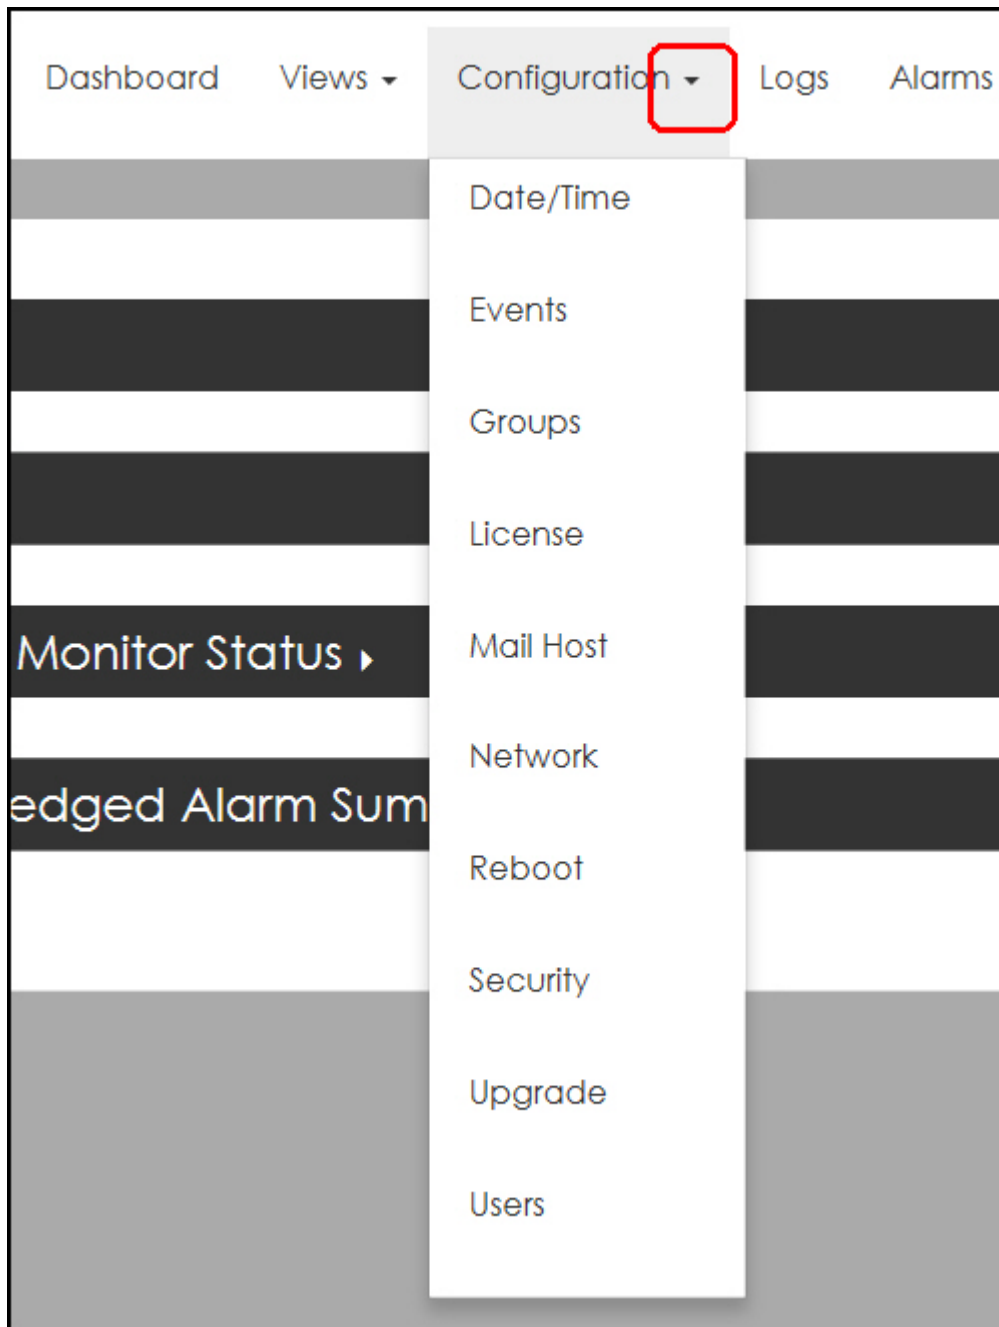 Dashboard Views Configuration Logs Alarms
Date/Time
Events
Groups
License
Monitor Status
Mail Host
Network
edged Alarm Sum
Reboot
Security
Upgrade
Users